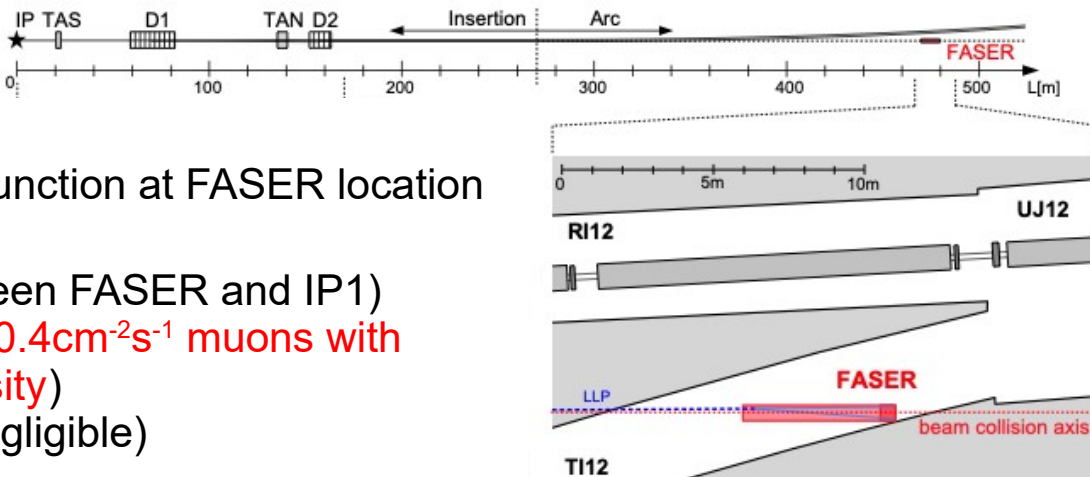 IP TAS D1 TAN D2 Insertion Arc
FASER
0 100 200 300 400 500 L[m]
unction at FASER location
0 5m 10m
UJ12
RI12
een FASER and IP1)
0.4cm⁻²s⁻¹ muons with
sity)
gligible)
FASER
LLP
beam collision axis
TI12